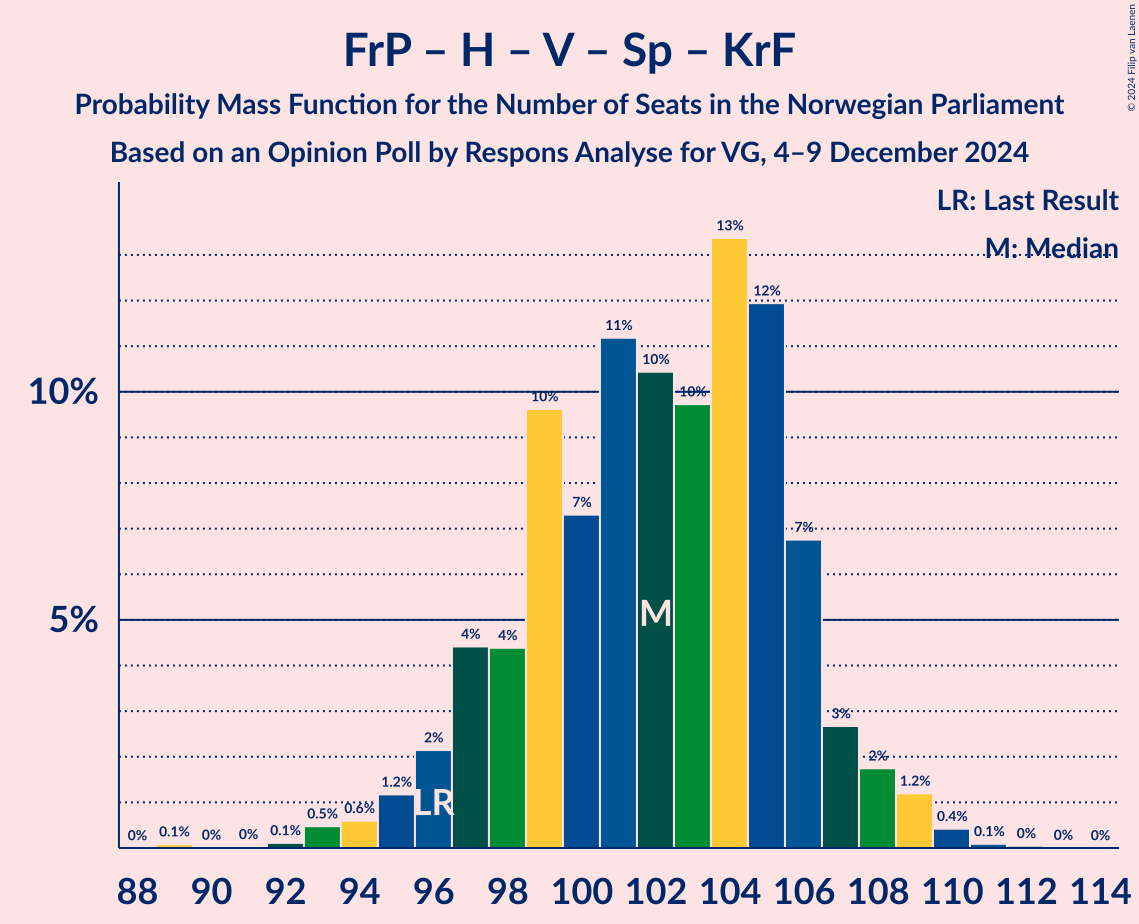 FrP – H – V – Sp – KrF
Probability Mass Function for the Number of Seats in the Norwegian Parliament
Based on an Opinion Poll by Respons Analyse for VG, 4–9 December 2024
© 2024 Filip van Laenen
LR: Last Result
M: Median
10%
5%
0% 0.1% 0% 0% 0.1% 0.5% 0.6% 1.2% 2% 4% 4% 10% 7% 11% 10% 10% 13% 12% 7% 3% 2% 1.2% 0.4% 0.1% 0% 0% 0%
LR
M
88 90 92 94 96 98 100 102 104 106 108 110 112 114